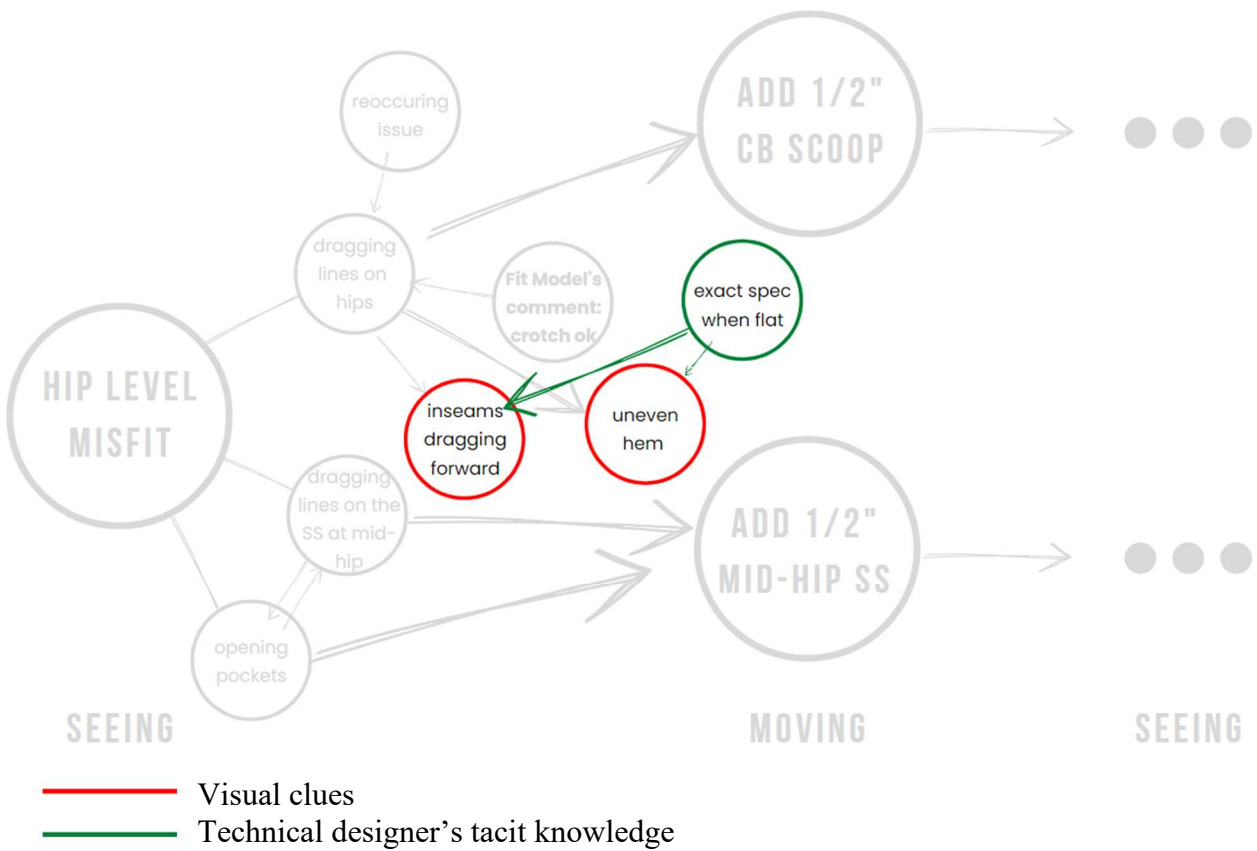 reoccuring
issue
ADD 1/2"
CB SCOOP
dragging
lines on
hips
Fit Model's
comment:
crotch ok
exact spec
when flat
HIP LEVEL
MISFIT
inseams
dragging
forward
uneven
hem
dragging
lines on the
SS at mid-
hip
ADD 1/2"
MID-HIP SS
opening
pockets
SEEING
MOVING
SEEING
Visual clues
Technical designer’s tacit knowledge